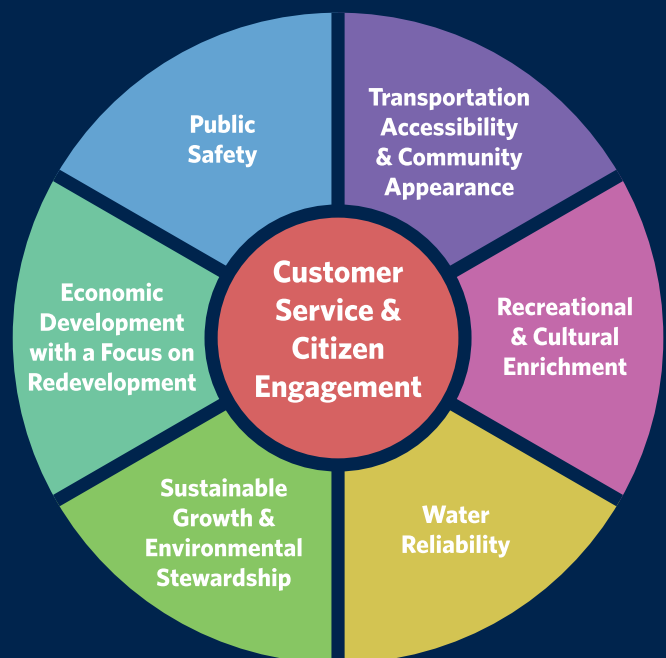 Public
Safety
Transportation
Accessibility
& Community
Appearance
Recreational
& Cultural
Enrichment
Water
Reliability
Sustainable
Growth &
Environmental
Stewardship
Economic
Development
with a Focus on
Redevelopment
Customer
Service &
Citizen
Engagement